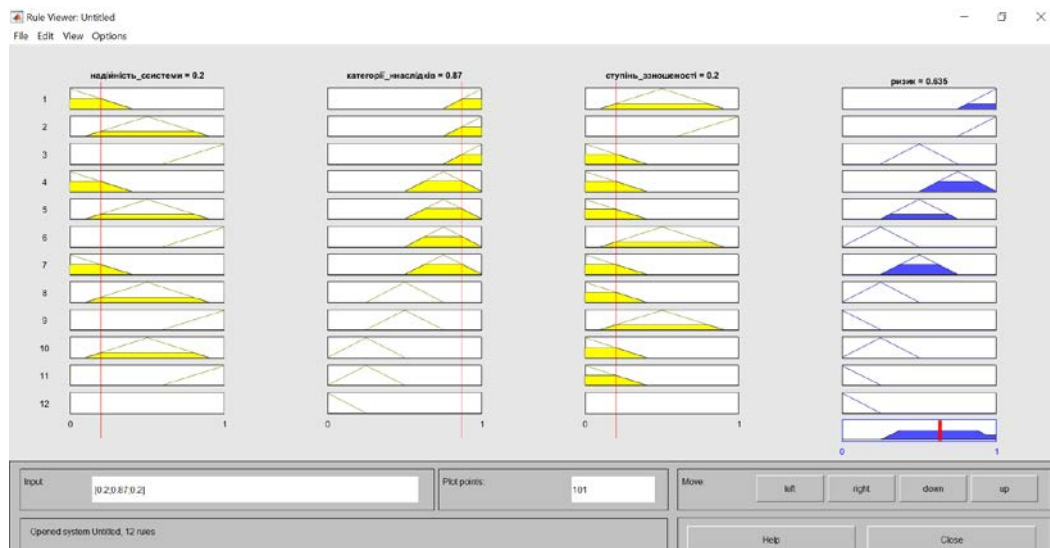 Rule Viewer: Untitled
File Edit View Options
надійність_ссистеми = 0.2
категорії_ннаслідків = 0.87
ступінь_ззношеності = 0.2
ризик = 0.635
1
2
3
4
5
6
7
8
9
10
11
12
0 1
0 1
0 1
0 1
Input:
[0.2;0.87;0.2]
Plot points:
101
Move:
left
right
down
up
Opened system Untitled, 12 rules
Help
Close